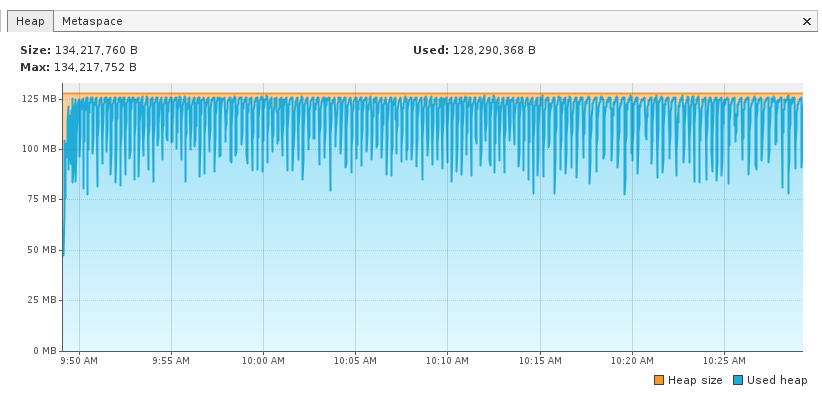 Heap Metaspace ×
Size: 134,217,760 B Used: 128,290,368 B
Max: 134,217,752 B
125 MB
100 MB
75 MB
50 MB
25 MB
0 MB
9:50 AM 9:55 AM 10:00 AM 10:05 AM 10:10 AM 10:15 AM 10:20 AM 10:25 AM
Heap size Used heap